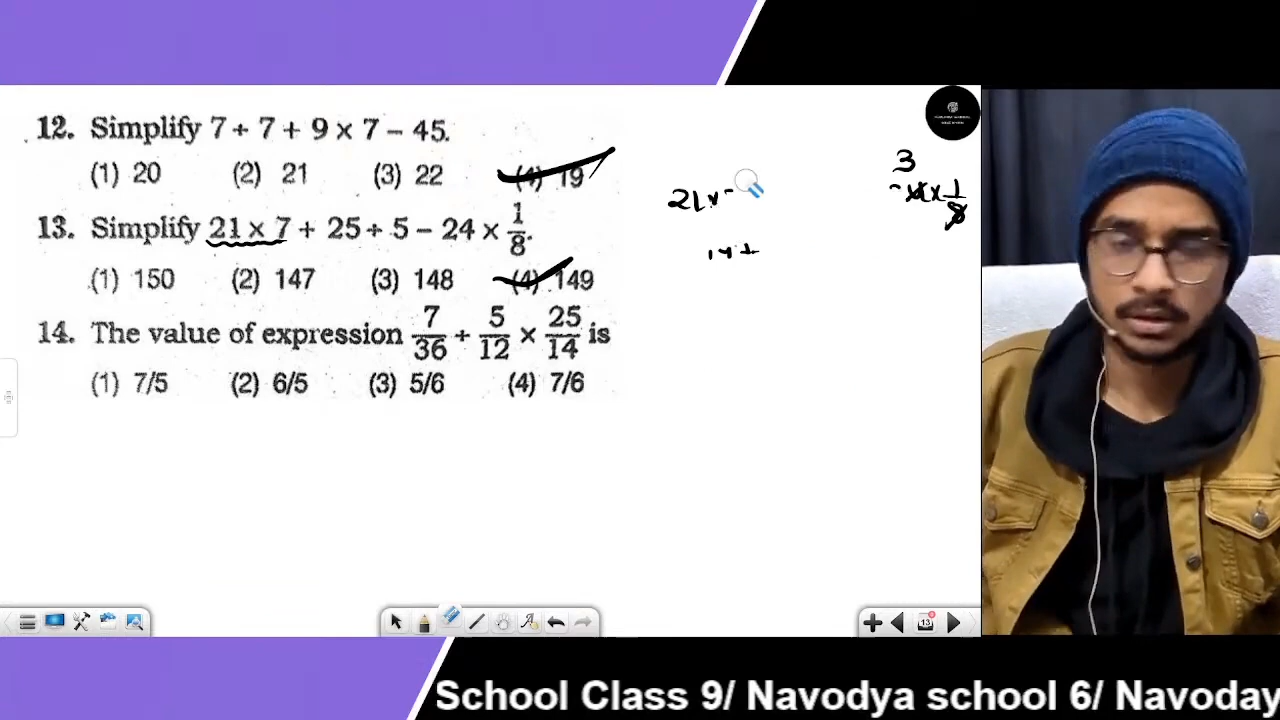 12. Simplify 7 + 7 + 9 × 7 – 45.
(1) 20 (2) 21 (3) 22 (4) 19
13. Simplify 21 × 7 + 25 + 5 – 24 × 1/8.
(1) 150 (2) 147 (3) 148 (4) 149
14. The value of expression 7/36 + 5/12 × 25/14 is
(1) 7/5 (2) 6/5 (3) 5/6 (4) 7/6
3
21 ×
× 1/8
13
School Class 9/ Navodya school 6/ Navoday